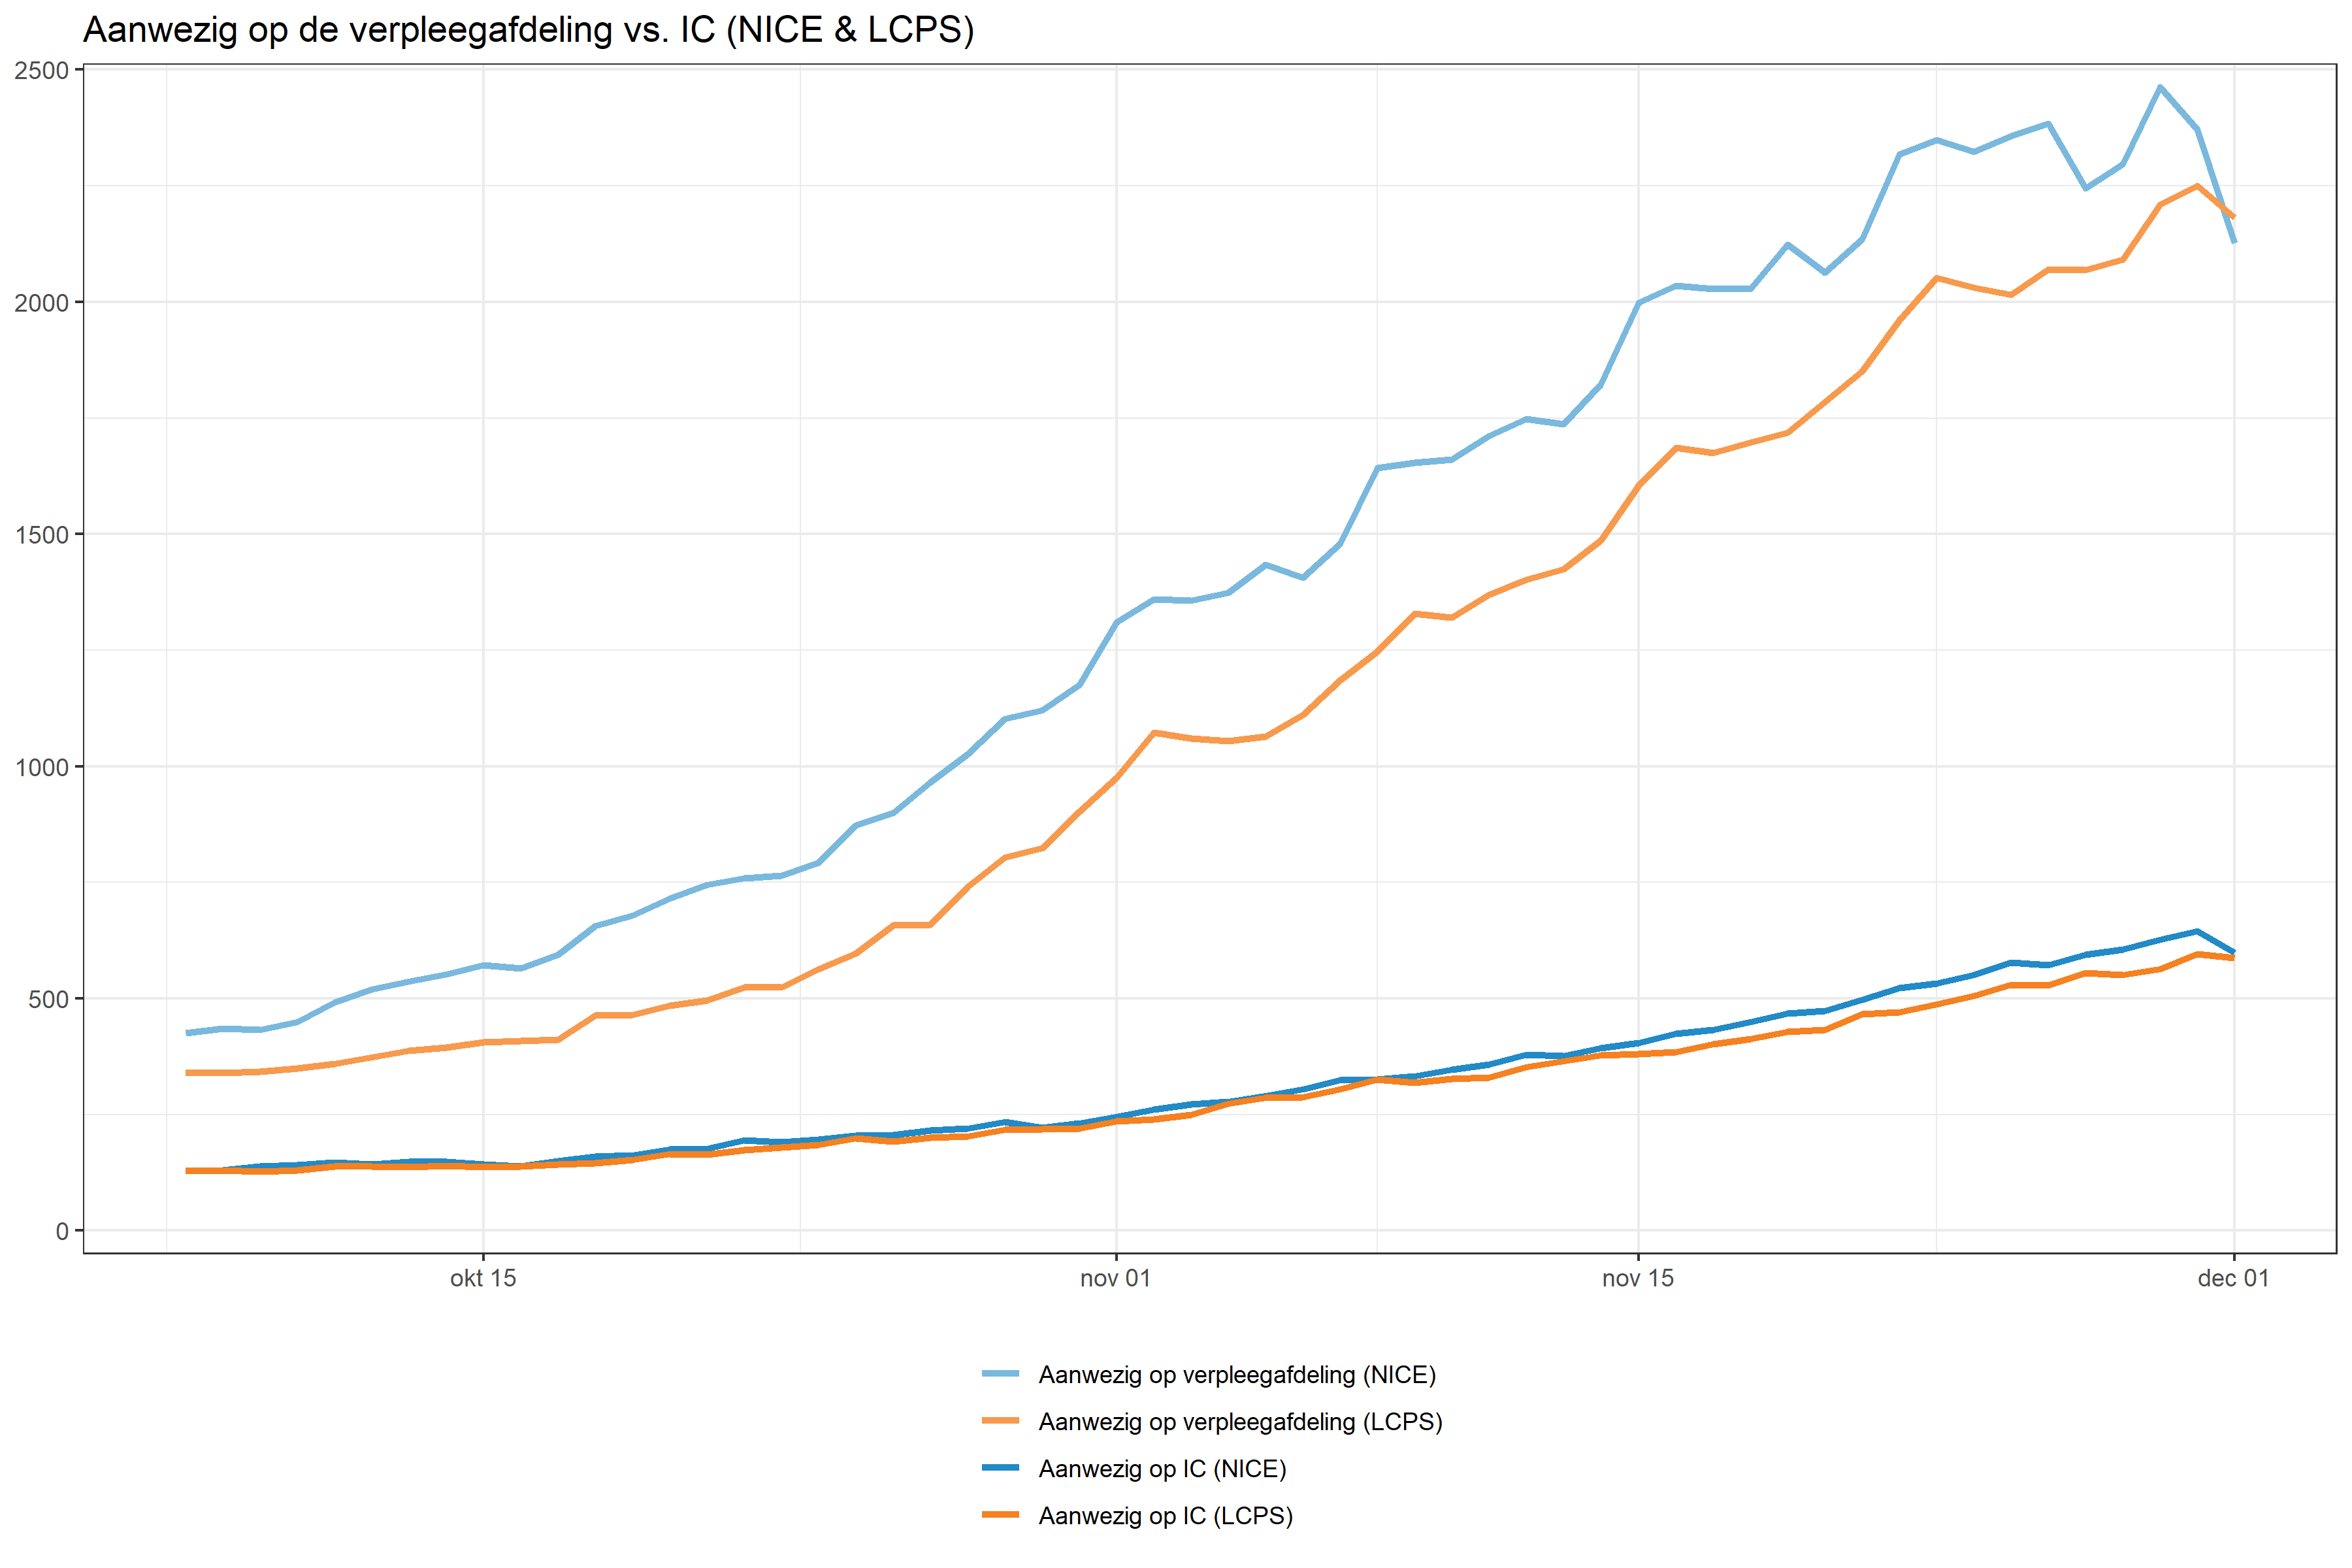 Aanwezig op de verpleegafdeling vs. IC (NICE & LCPS)
2500
2000
1500
1000
500
0
okt 15 nov 01 nov 15 dec 01
Aanwezig op verpleegafdeling (NICE)
Aanwezig op verpleegafdeling (LCPS)
Aanwezig op IC (NICE)
Aanwezig op IC (LCPS)